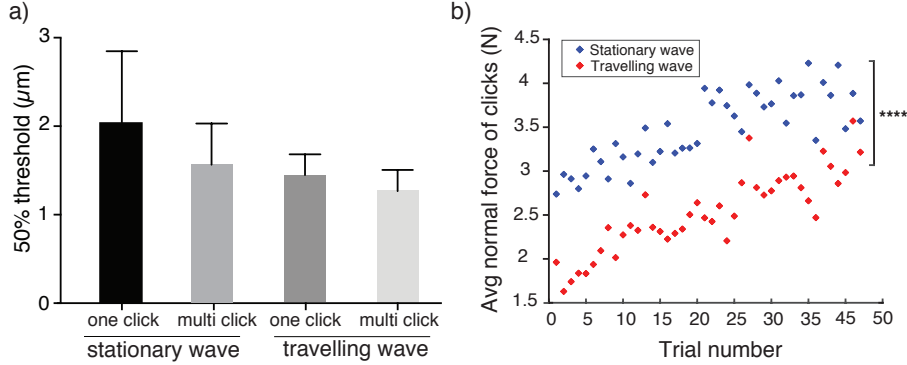 a)
50% threshold (µm)
3
2
1
0
one click multi click one click multi click
stationary wave travelling wave
b)
Avg normal force of clicks (N)
4.5
4
3.5
3
2.5
2
1.5
Stationary wave
Travelling wave
****
0 5 10 15 20 25 30 35 40 45 50
Trial number